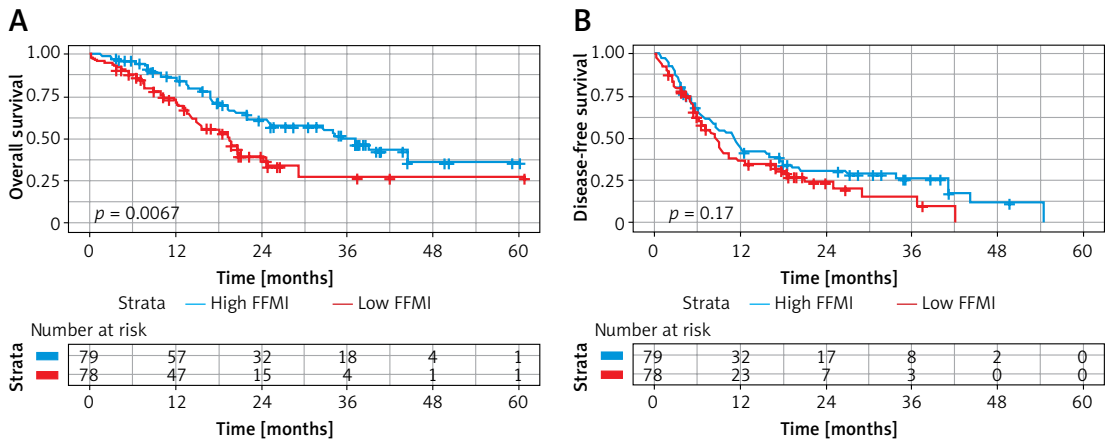 A
Overall survival
1.00
0.75
0.50
0.25
0
p = 0.0067
0 12 24 36 48 60
Time [months]
Strata High FFMI Low FFMI
Number at risk
Strata
79 57 32 18 4 1
78 47 15 4 1 1
0 12 24 36 48 60
Time [months]
B
Disease-free survival
1.00
0.75
0.50
0.25
0
p = 0.17
0 12 24 36 48 60
Time [months]
Strata High FFMI Low FFMI
Number at risk
Strata
79 32 17 8 2 0
78 23 7 3 0 0
0 12 24 36 48 60
Time [months]